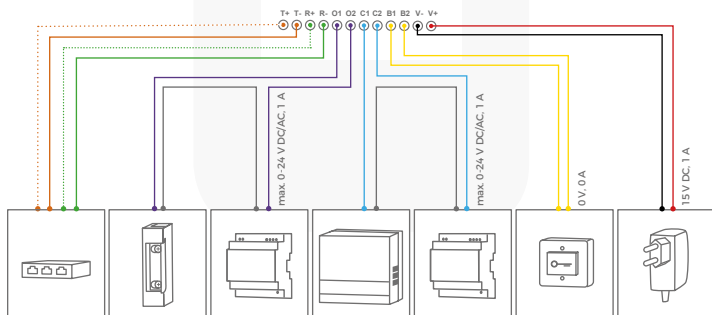 T+ T- R+ R- O1 O2 C1 C2 B1 B2 V- V+
max. 0-24 V DC/AC, 1 A
max. 0-24 V DC/AC, 1 A
0 V, 0 A
15 V DC, 1 A